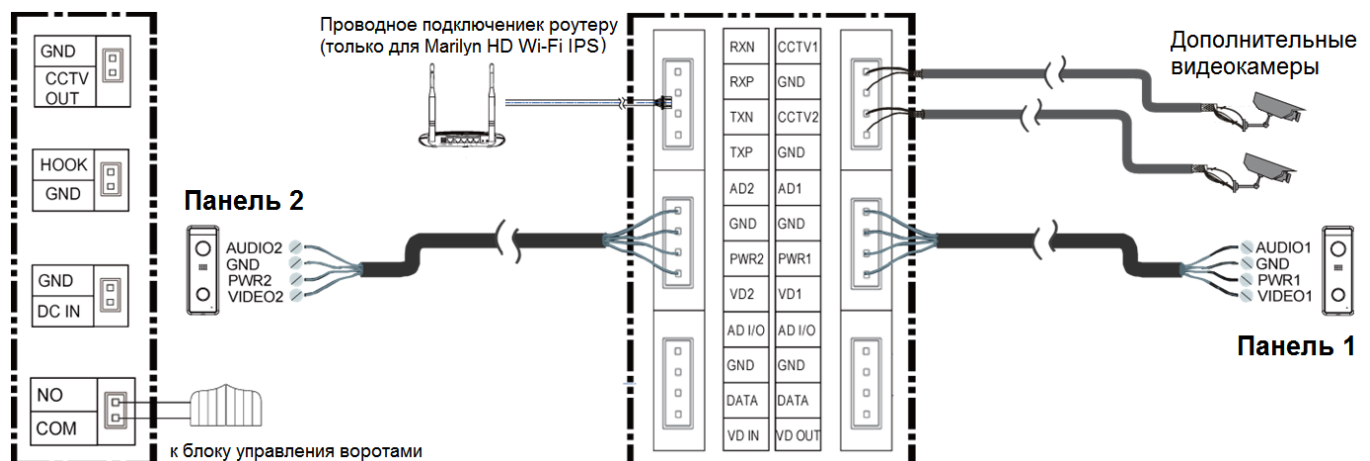 GND
CCTV
OUT
HOOK
GND
GND
DC IN
NO
COM
к блоку управления воротами
Панель 2
AUDIO2
GND
PWR2
VIDEO2
Проводное подключениек роутеру
(только для Marilyn HD Wi-Fi IPS)
RXN CCTV1
RXP GND
TXN CCTV2
TXP GND
AD2 AD1
GND GND
PWR2 PWR1
VD2 VD1
AD I/O AD I/O
GND GND
DATA DATA
VD IN VD OUT
Дополнительные
видеокамеры
AUDIO1
GND
PWR1
VIDEO1
Панель 1